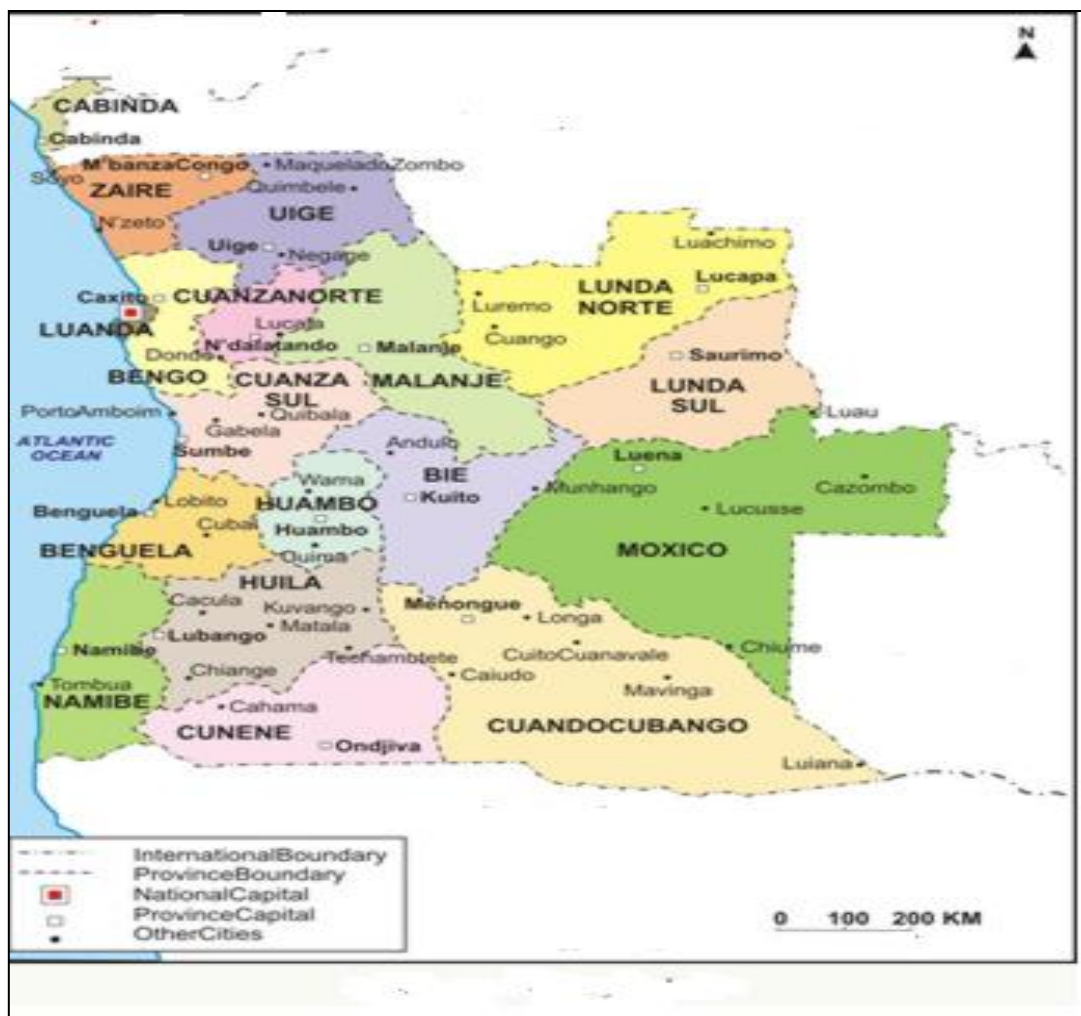 N
CABINDA
Cabinda
M'banzaCongo
MaqueladoZombo
Soyo
ZAIRE
Quimbele
UIGE
N'zeto
Uige
Negage
Luachimo
Caxito
CUANZANORTE
Lucapa
LUNDA
NORTE
Luremo
LUANDA
Lucala
Cuango
N'dalatando
Malanje
Dondo
Saurimo
BENGO
CUANZA
SUL
MALANJE
LUNDA
SUL
PortoAmboim
Quibala
Luau
Gabela
ATLANTIC
OCEAN
Sumbe
Andulo
BIE
Luena
Wama
Munhango
Cazombo
Lobito
HUAMBO
Kuito
Benguela
Lucusse
Cubal
Huambo
BENGUELA
MOXICO
Quima
HUILA
Cacula
Kuvango
Menongue
Longa
Matala
Lubango
Namibe
Techambtete
CuitoCuanavale
Chiume
Chiange
Caiudo
Tombua
Mavinga
NAMIBE
Cahama
CUNENE
CUANDOCUBANGO
Ondjiva
Luiana
InternationalBoundary
ProvinceBoundary
NationalCapital
ProvinceCapital
OtherCities
0 100 200 KM